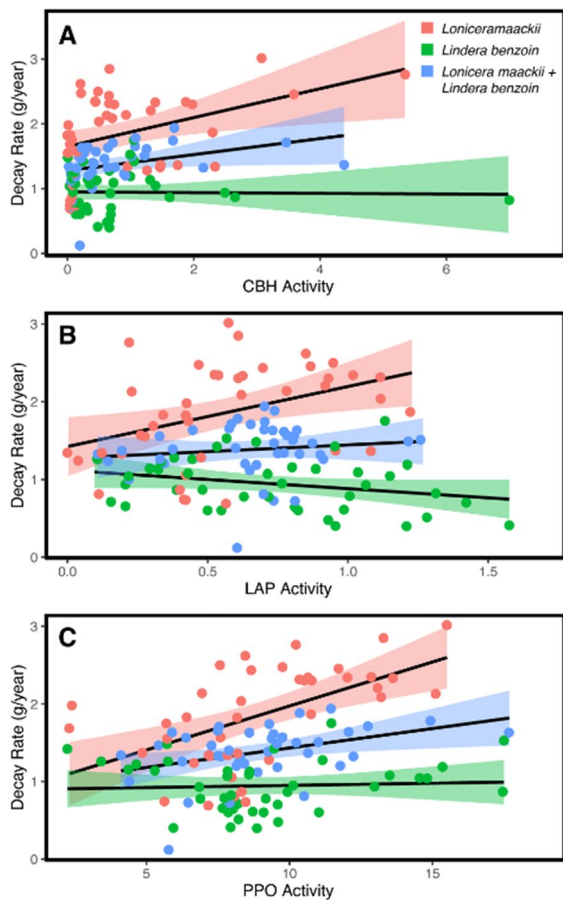 A
Loniceramaackii
Lindera benzoin
Lonicera maackii +
Lindera benzoin
Decay Rate (g/year)
3
2
1
0
0 2 4 6
CBH Activity
B
Decay Rate (g/year)
3
2
1
0
0.0 0.5 1.0 1.5
LAP Activity
C
Decay Rate (g/year)
3
2
1
0
5 10 15
PPO Activity